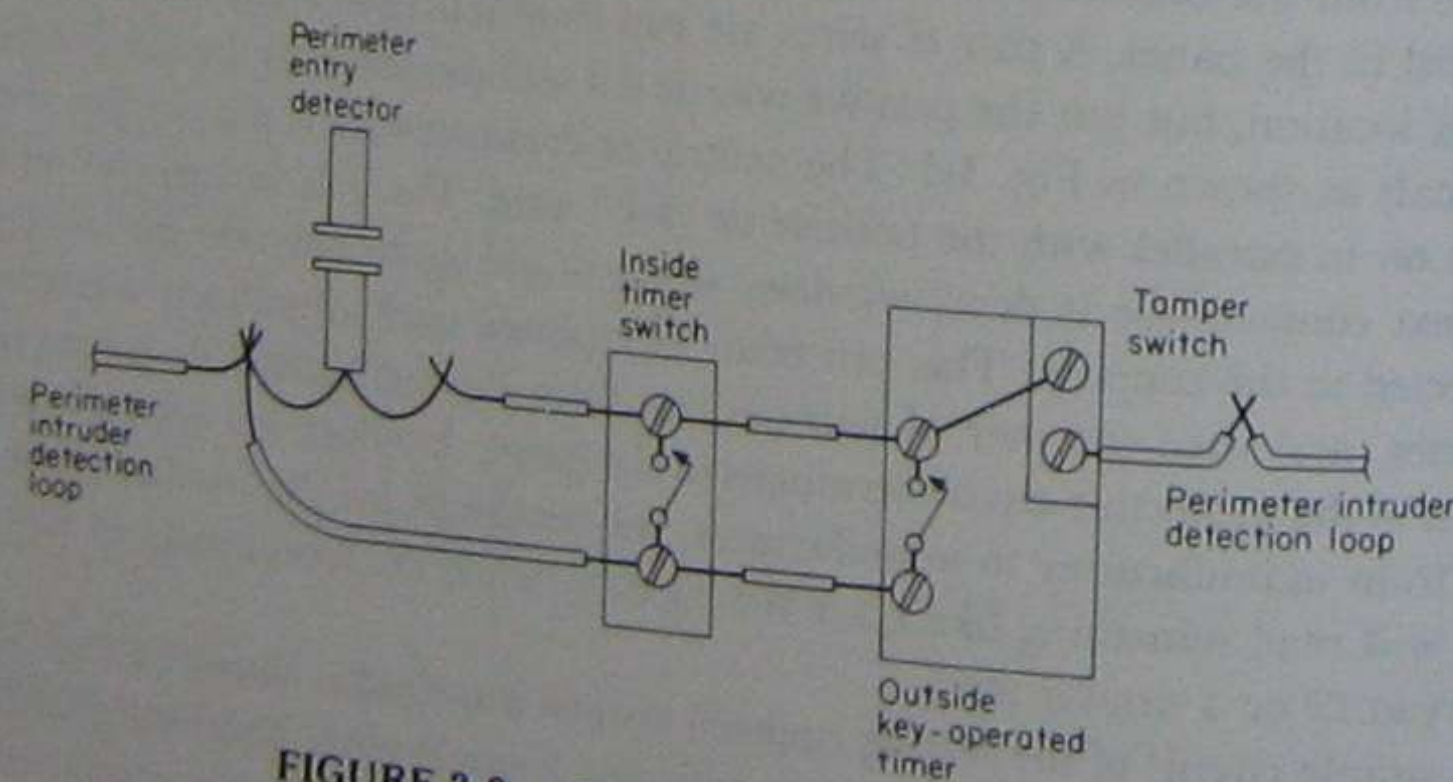 Perimeter
entry
detector
Inside
timer
switch
Tamper
switch
Perimeter
intruder
detection
loop
Perimeter intruder
detection loop
Outside
key-operated
timer
FIGURE